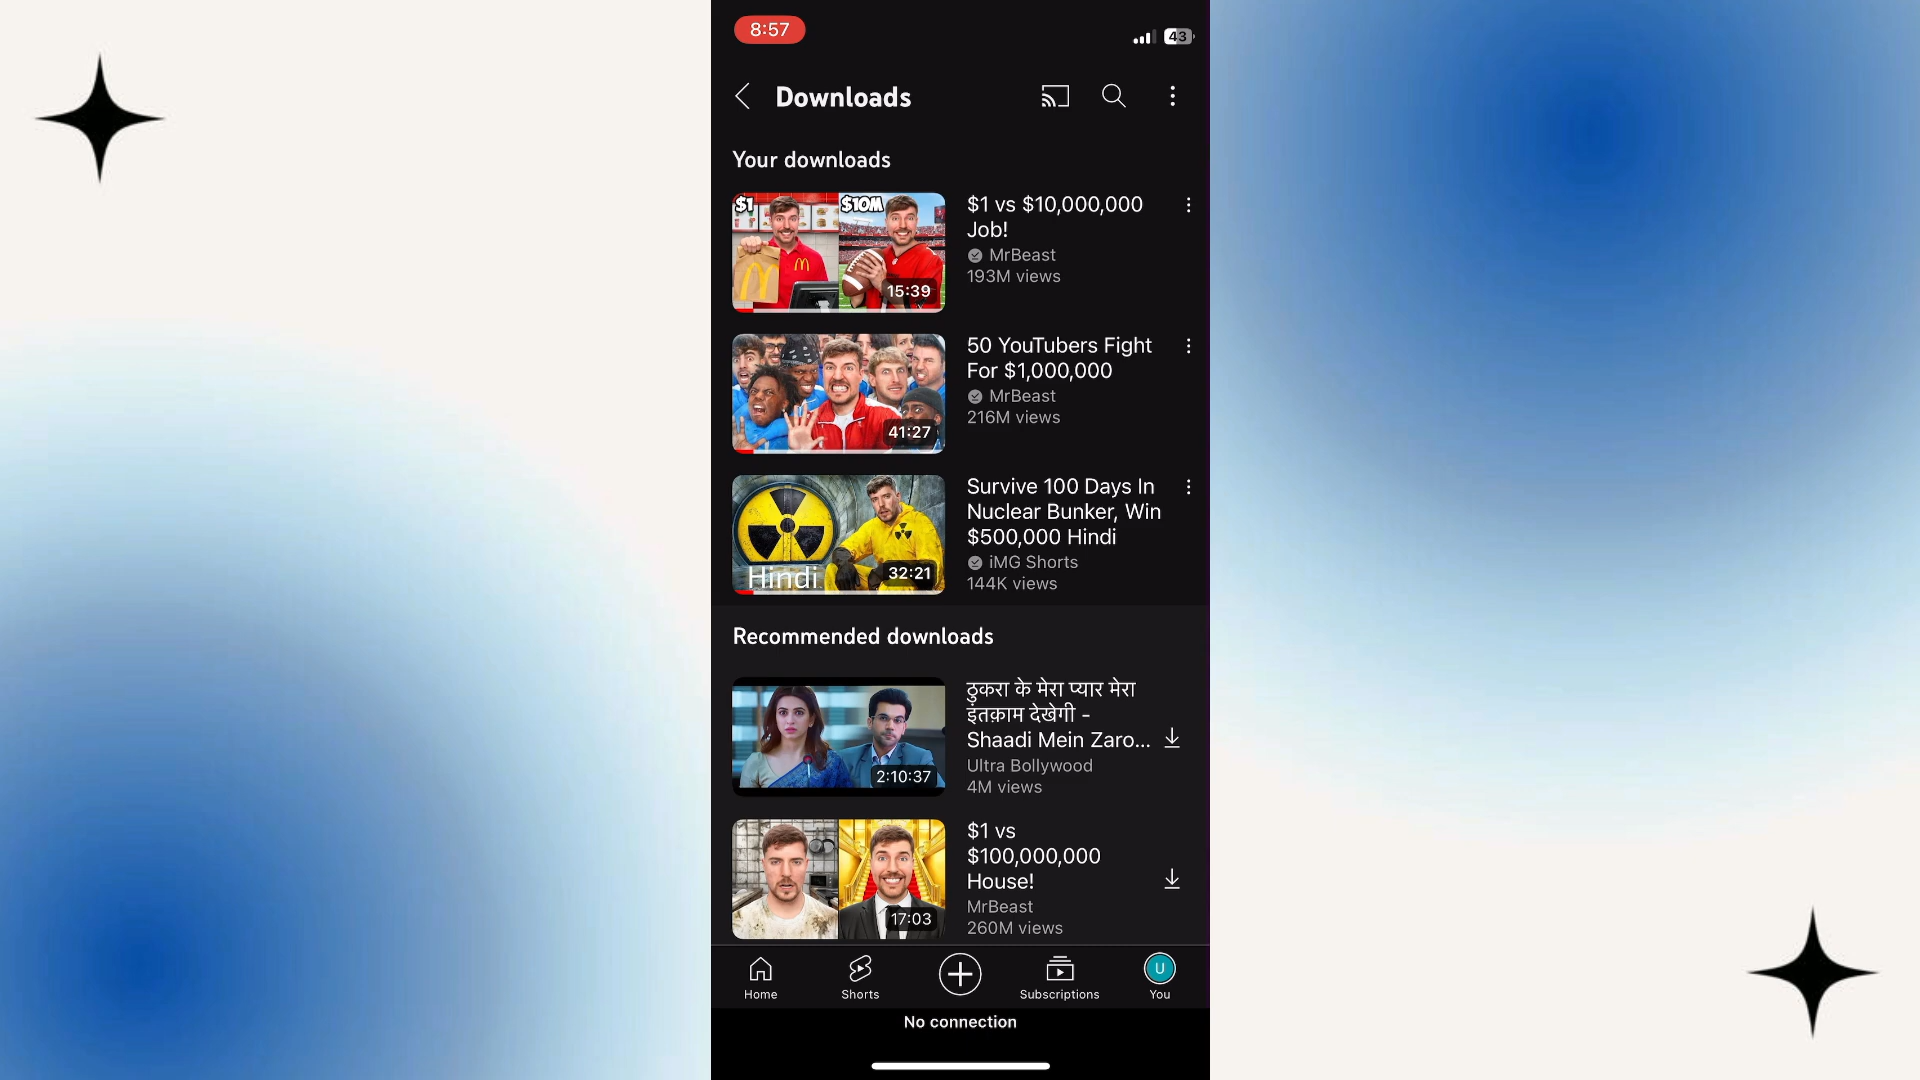 8:57
43
Downloads
Your downloads
$1
$10M
15:39
$1 vs $10,000,000
Job!
MrBeast
193M views
41:27
50 YouTubers Fight
For $1,000,000
MrBeast
216M views
Hindi
32:21
Survive 100 Days In
Nuclear Bunker, Win
$500,000 Hindi
iMG Shorts
144K views
Recommended downloads
2:10:37
ठुकरा के मेरा प्यार मेरा
इंतक़ाम देखेगी -
Shaadi Mein Zaro...
Ultra Bollywood
4M views
17:03
$1 vs
$100,000,000
House!
MrBeast
260M views
Home
Shorts
Subscriptions
U
You
No connection